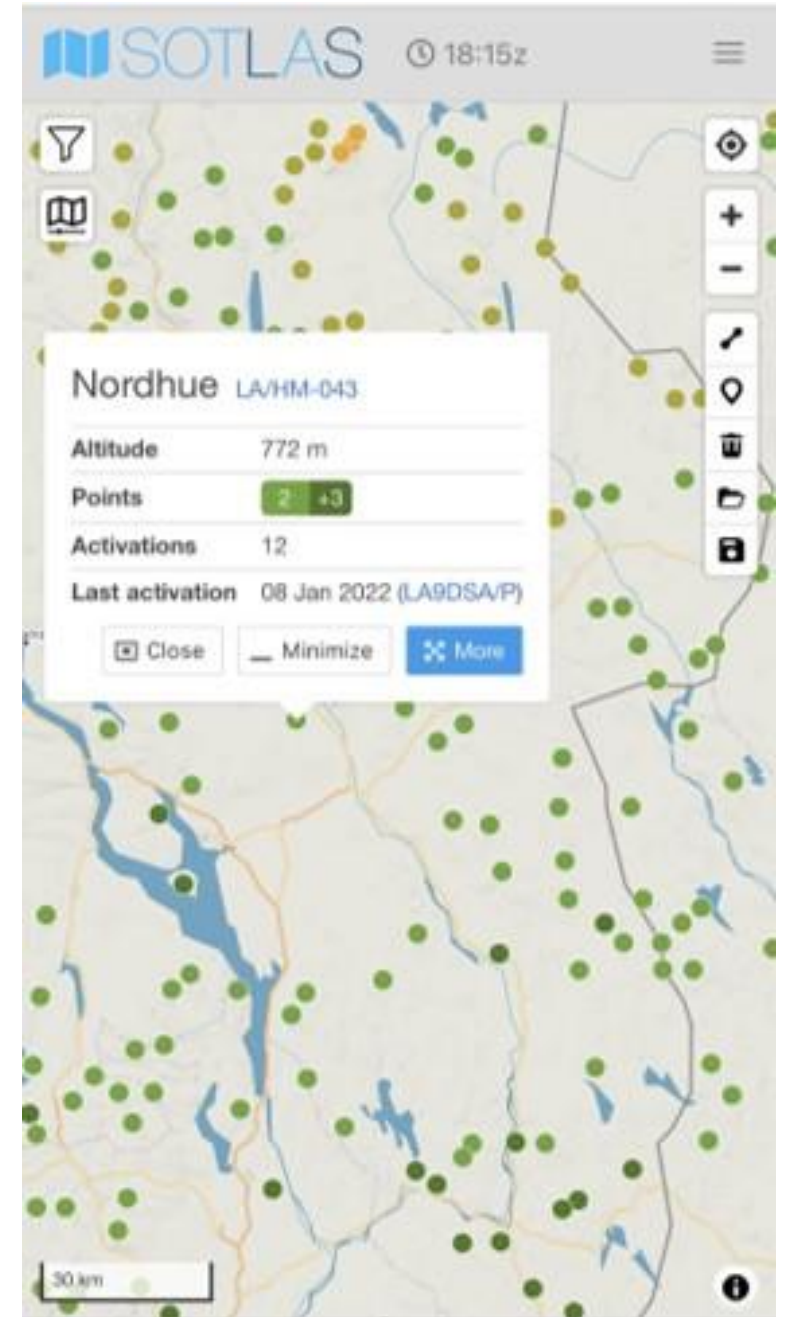 SOTLAS 18:15z
Nordhue LA/HM-043
Altitude 772 m
Points 2 +3
Activations 12
Last activation 08 Jan 2022 (LA9DSA/P)
Close Minimize More
30 km